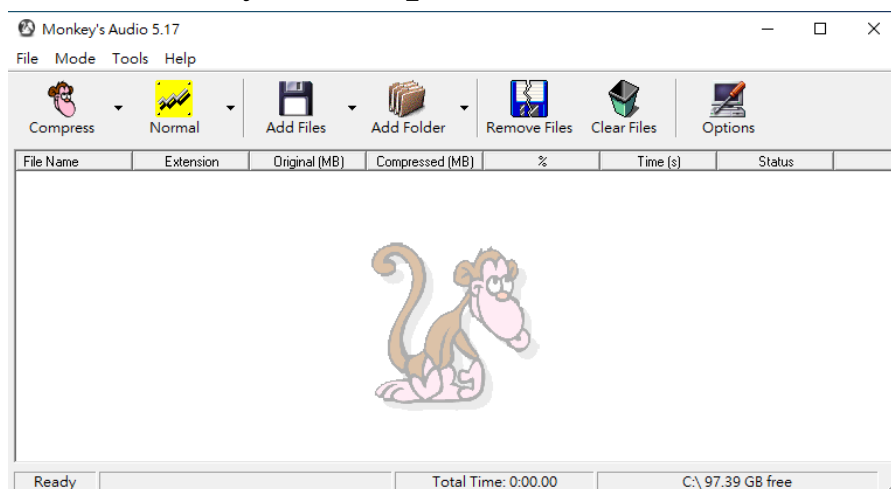 Monkey's Audio 5.17
File Mode Tools Help
Compress Normal Add Files Add Folder Remove Files Clear Files Options
File Name Extension Original (MB) Compressed (MB) % Time (s) Status
Ready Total Time: 0:00.00 C:\ 97.39 GB free